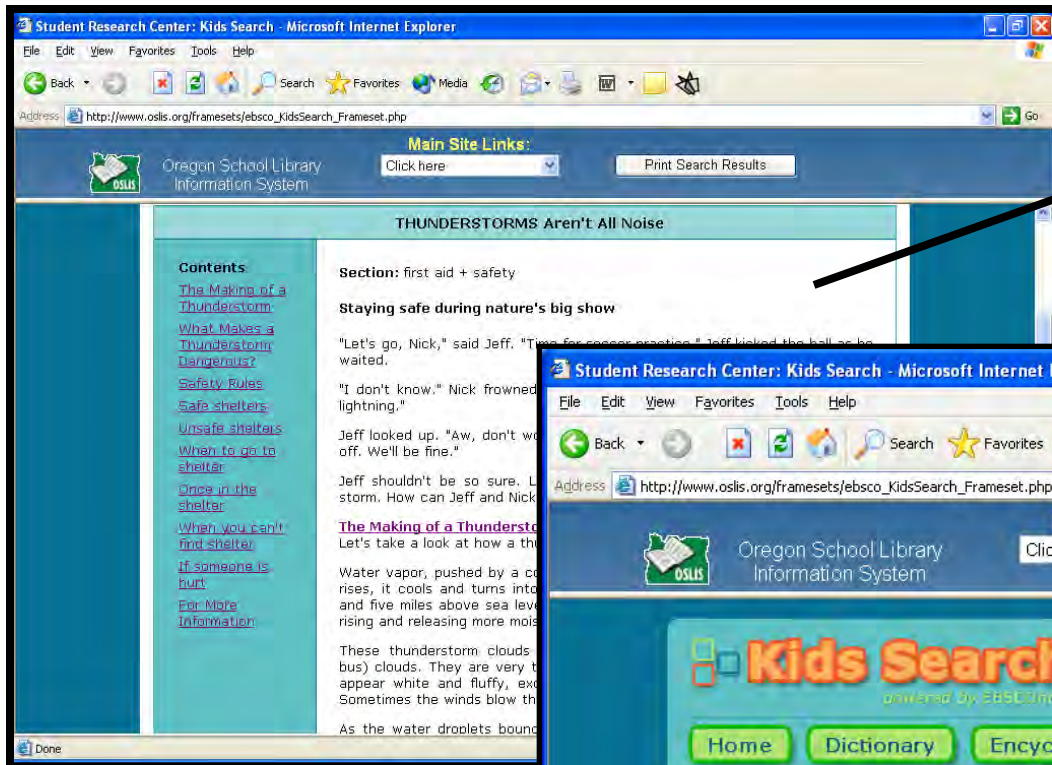 Student Research Center: Kids Search - Microsoft Internet Explorer
File Edit View Favorites Tools Help
Back Search Favorites Media
Address http://www.oslis.org/framesets/ebsco_KidsSearch_Frameset.php Go
Main Site Links:
OSLIS
Oregon School Library
Information System
Click here
Print Search Results
THUNDERSTORMS Aren't All Noise
Contents
The Making of a
Thunderstorm
What Makes a
Thunderstorm
Dangerous?
Safety Rules
Safe shelters
Unsafe shelters
When to go to
shelter
Once in the
shelter
When you can't
find shelter
If someone is
hurt
For More
Information
Section: first aid + safety
Staying safe during nature's big show
"Let's go, Nick," said Jeff. "Time for soccer practice." Jeff kicked the ball as he
waited.
"I don't know." Nick frowned
lightning."
Jeff looked up. "Aw, don't
off. We'll be fine."
Jeff shouldn't be so sure.
storm. How can Jeff and Nick
The Making of a
Let's take a look at how a
Water vapor, pushed by a
rises, it cools and turns into
and five miles above sea
rising and releasing more
These thunderstorm clouds
bus) clouds. They are very
appear white and fluffy,
Sometimes the winds blow
As the water droplets
Done
Student Research Center: Kids Search - Microsoft Internet
File Edit View Favorites Tools Help
Back Search Favorites
Address http://www.oslis.org/framesets/ebsco_KidsSearch_Frameset.php
OSLIS
Oregon School Library
Information System
Kids Search
powered by
Home Dictionary